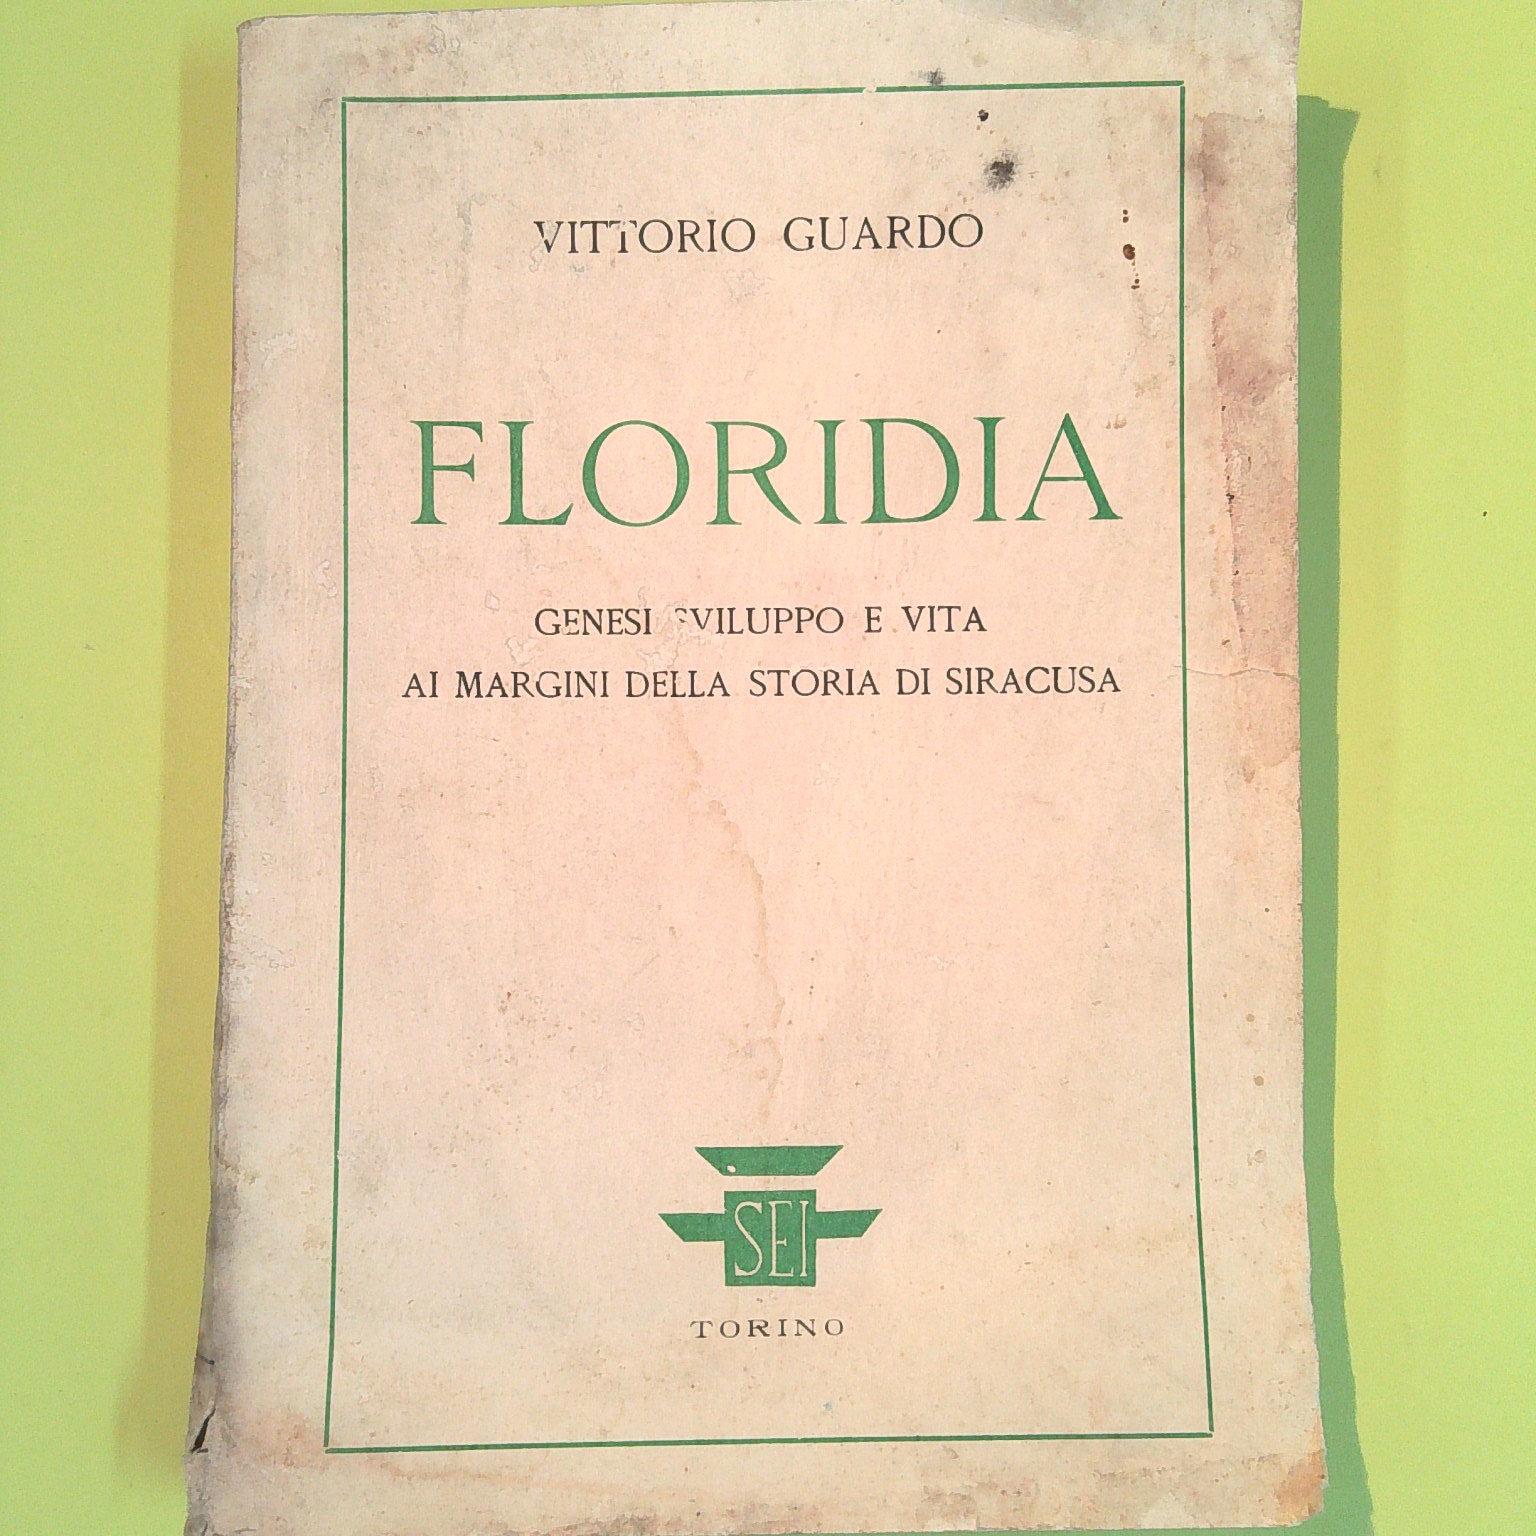 VITTORIO GUARDO
FLORIDIA
GENESI SVILUPPO E VITA
AI MARGINI DELLA STORIA DI SIRACUSA
SEI
TORINO